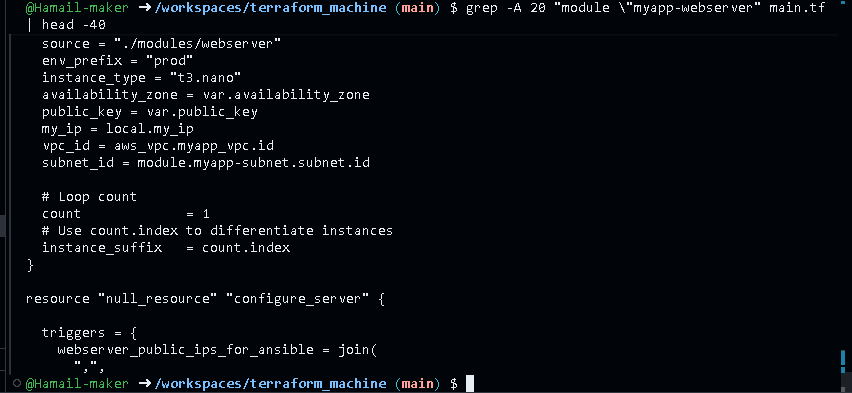 @Hamail-maker ➜/workspaces/terraform_machine (main) $ grep -A 20 "module \"myapp-webserver" main.tf
| head -40
  source = "./modules/webserver"
  env_prefix = "prod"
  instance_type = "t3.nano"
  availability_zone = var.availability_zone
  public_key = var.public_key
  my_ip = local.my_ip
  vpc_id = aws_vpc.myapp_vpc.id
  subnet_id = module.myapp-subnet.subnet.id

  # Loop count
  count             = 1
  # Use count.index to differentiate instances
  instance_suffix   = count.index
}

resource "null_resource" "configure_server" {

  triggers = {
    webserver_public_ips_for_ansible = join(
      ",",
@Hamail-maker ➜/workspaces/terraform_machine (main) $